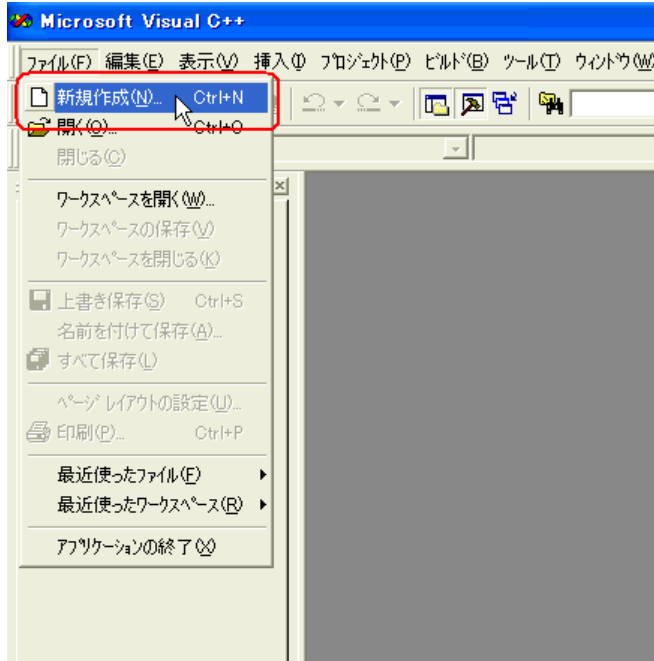 Microsoft Visual C++
ファイル(F) 編集(E) 表示(V) 挿入(I) プロジェクト(P) ビルド(B) ツール(T) ウィンドウ(W
新規作成(N)... Ctrl+N
開く(O)... Ctrl+O
閉じる(C)
ワークスペースを開く(W)...
ワークスペースの保存(V)
ワークスペースを閉じる(K)
上書き保存(S) Ctrl+S
名前を付けて保存(A)...
すべて保存(L)
ページ レイアウトの設定(U)...
印刷(P)... Ctrl+P
最近使ったファイル(F)
最近使ったワークスペース(R)
アプリケーションの終了(X)